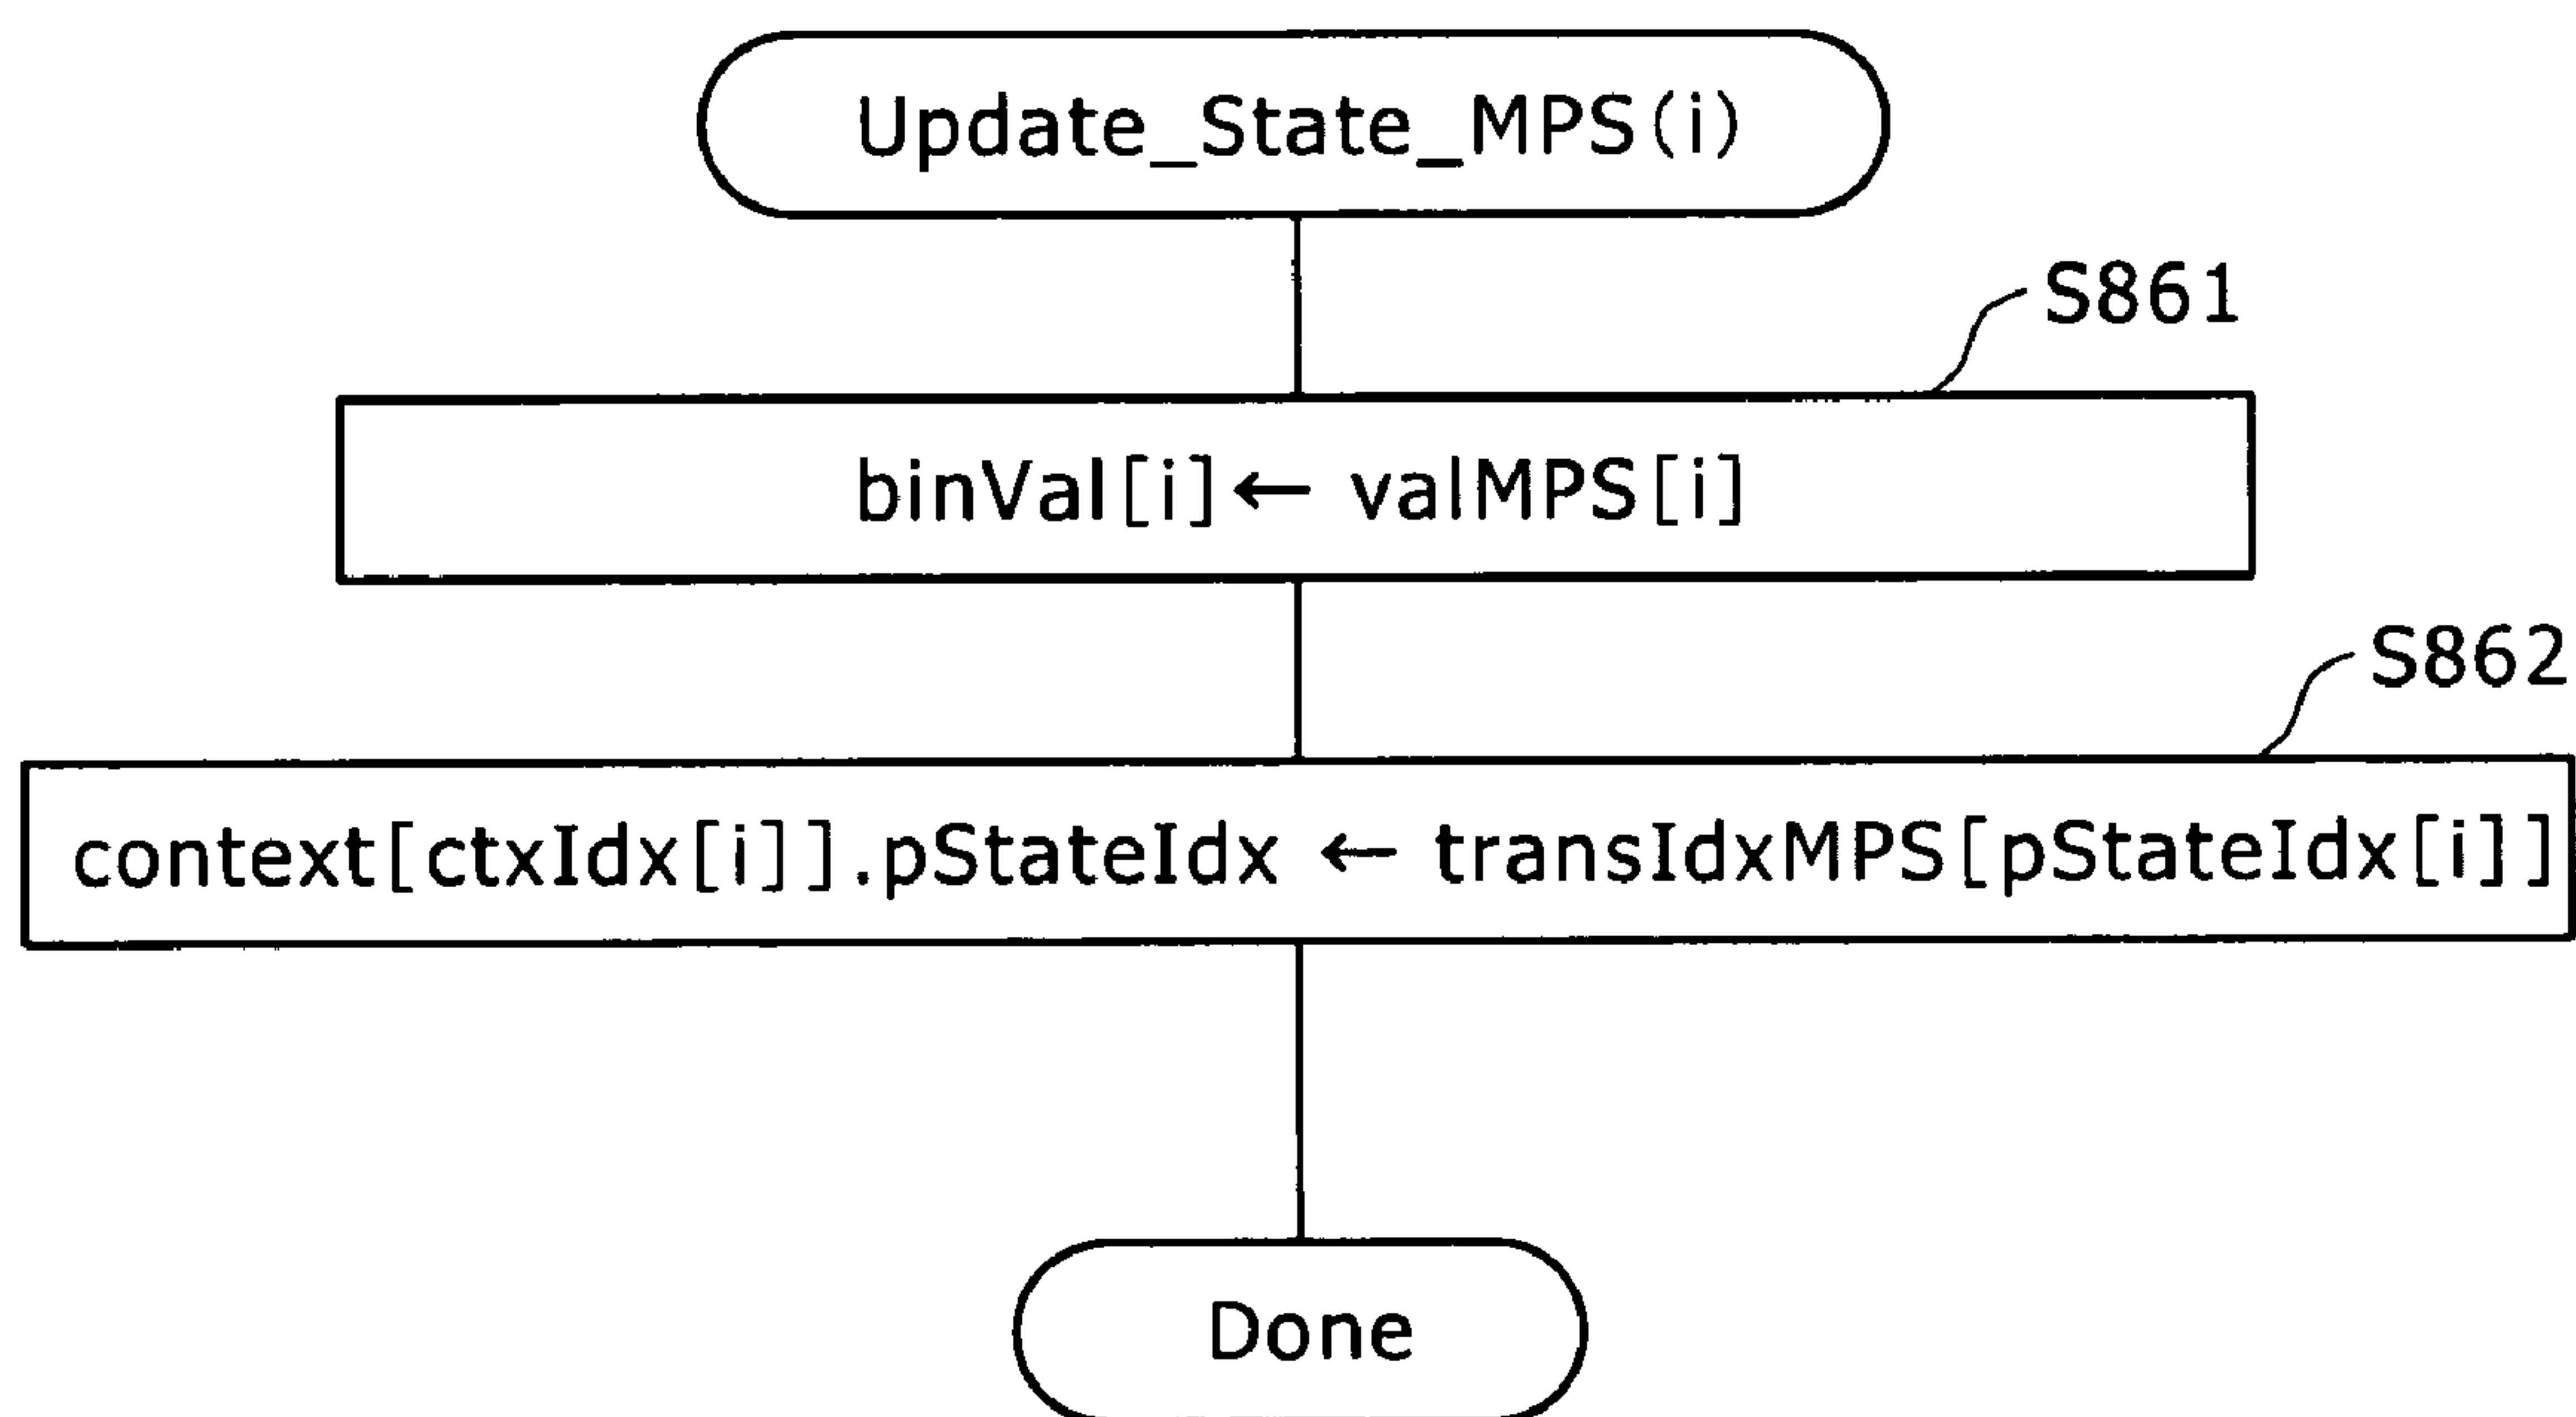 Update_State_MPS(i)
S861
binVal[i]← valMPS[i]
S862
context[ctxIdx[i]].pStateIdx ← transIdxMPS[pStateIdx[i]]
Done